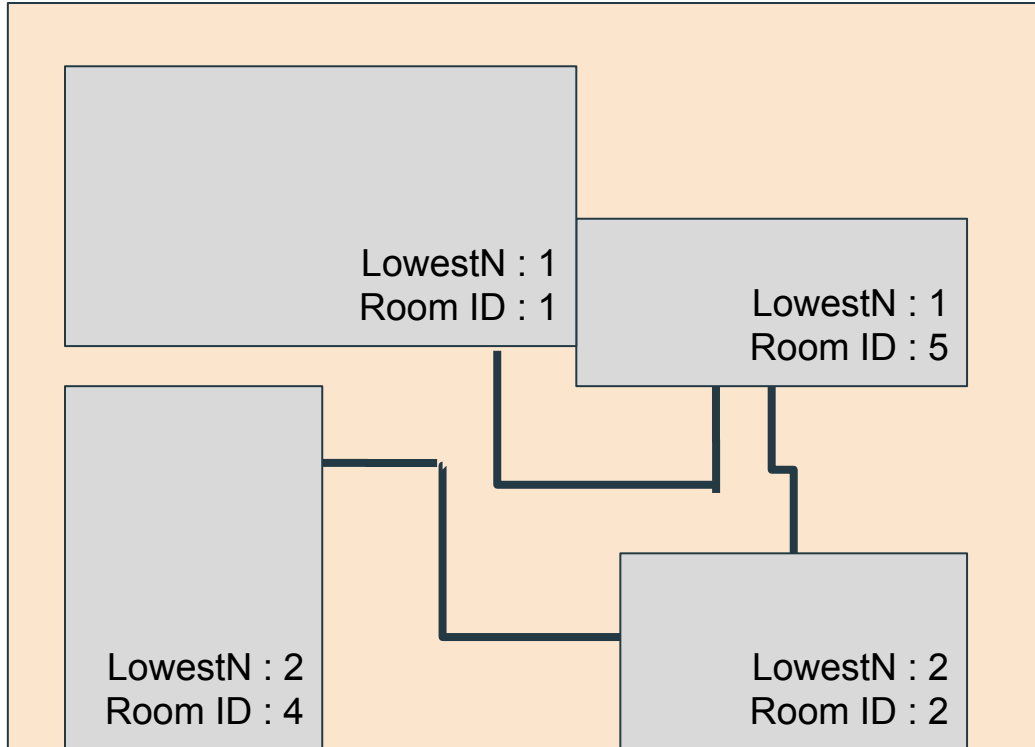 LowestN : 1
Room ID : 1
LowestN : 1
Room ID : 5
LowestN : 2
Room ID : 4
LowestN : 2
Room ID : 2